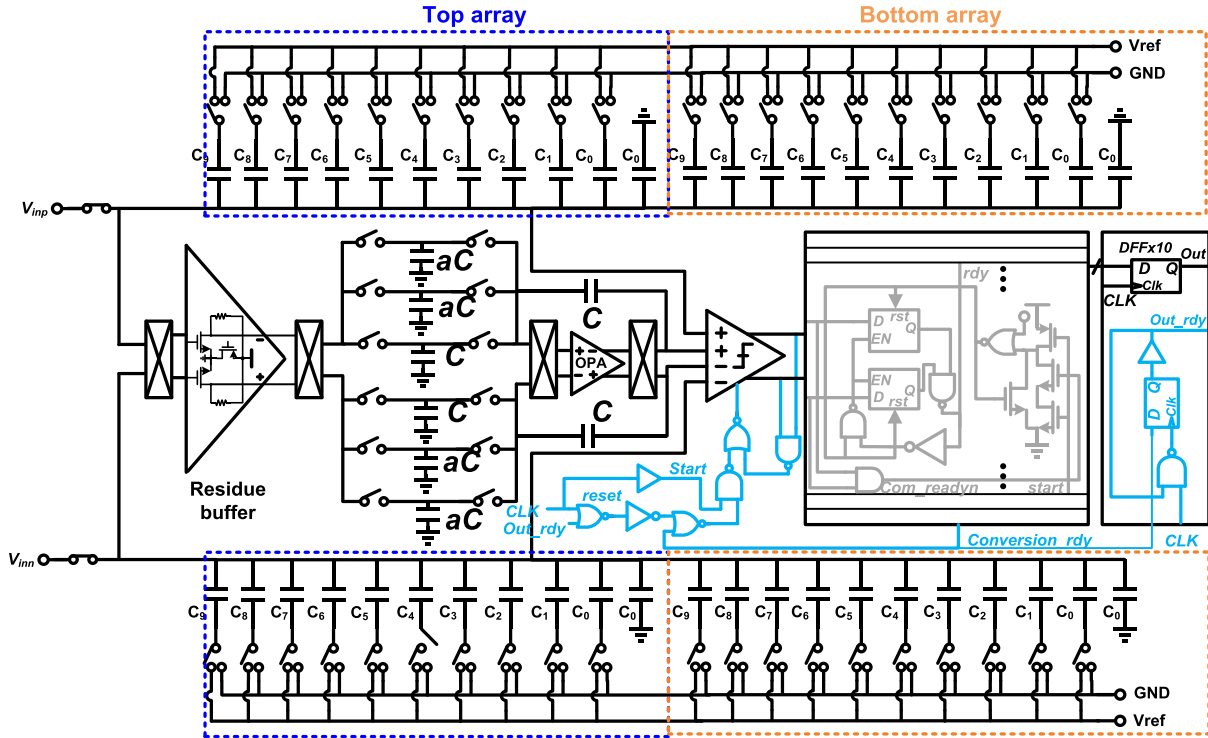 Top array
Bottom array
Vref
GND
C9 C8 C7 C6 C5 C4 C3 C2 C1 C0 C0 C9 C8 C7 C6 C5 C4 C3 C2 C1 C0 C0
Vinp
aC
aC
C
C
aC
aC
C
C
+ -
+ -
OPA
-
+
Residue
buffer
+
+
-
-
rdy
D rst Q
EN
EN
D rst Q
Com_readyn
start
DFFx10
Out
D Q
Clk
CLK
Out_rdy
Q
D Clk
Start
reset
CLK
Out_rdy
Conversion_rdy
CLK
Vinn
C9 C8 C7 C6 C5 C4 C3 C2 C1 C0 C0 C9 C8 C7 C6 C5 C4 C3 C2 C1 C0 C0
GND
Vref